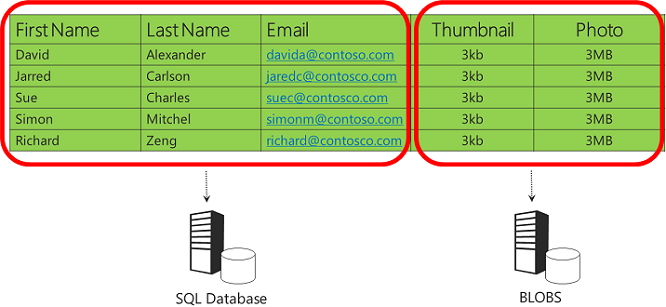 First Name Last Name Email Thumbnail Photo
David Alexander davida@contoso.com 3kb 3MB
Jarred Carlson jaredc@contosco.com 3kb 3MB
Sue Charles suec@contosco.com 3kb 3MB
Simon Mitchel simonm@contoso.com 3kb 3MB
Richard Zeng richard@contosco.com 3kb 3MB
SQL Database BLOBS